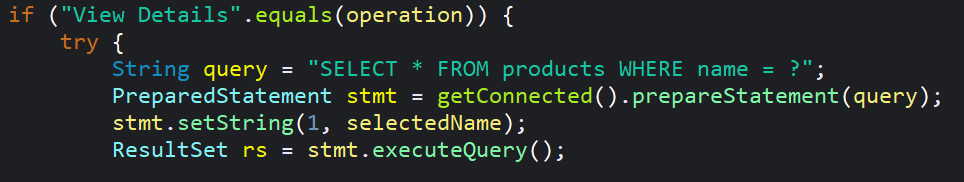 if ("View Details".equals(operation)) {
    try {
        String query = "SELECT * FROM products WHERE name = ?";
        PreparedStatement stmt = getConnected().prepareStatement(query);
        stmt.setString(1, selectedName);
        ResultSet rs = stmt.executeQuery();